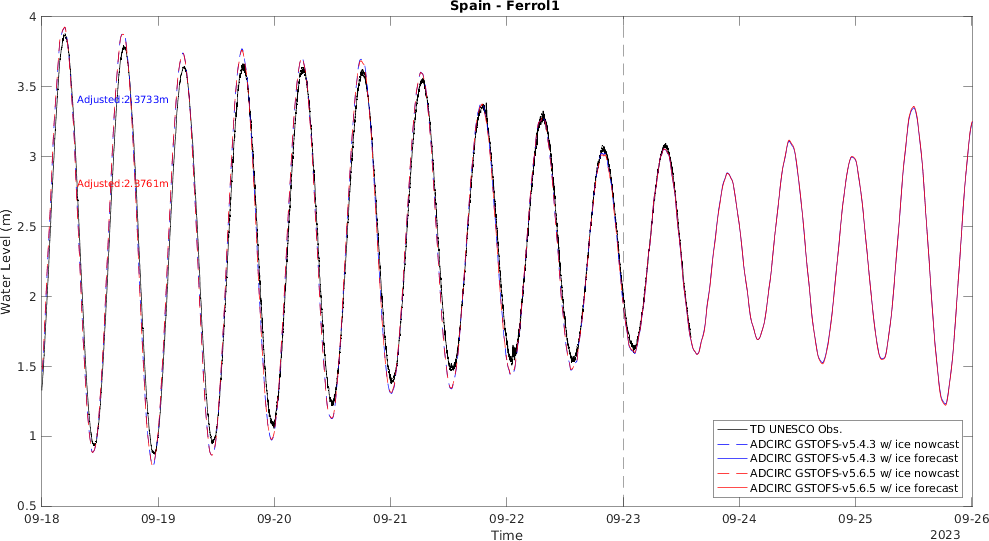 Spain - Ferrol1
4
3.5
3
2.5
2
1.5
1
0.5
Water Level (m)
Adjusted:2.3733m
Adjusted:2.3761m
TD UNESCO Obs.
ADCIRC GSTOFS-v5.4.3 w/ ice nowcast
ADCIRC GSTOFS-v5.4.3 w/ ice forecast
ADCIRC GSTOFS-v5.6.5 w/ ice nowcast
ADCIRC GSTOFS-v5.6.5 w/ ice forecast
09-18 09-19 09-20 09-21 09-22 09-23 09-24 09-25 09-26
Time
2023